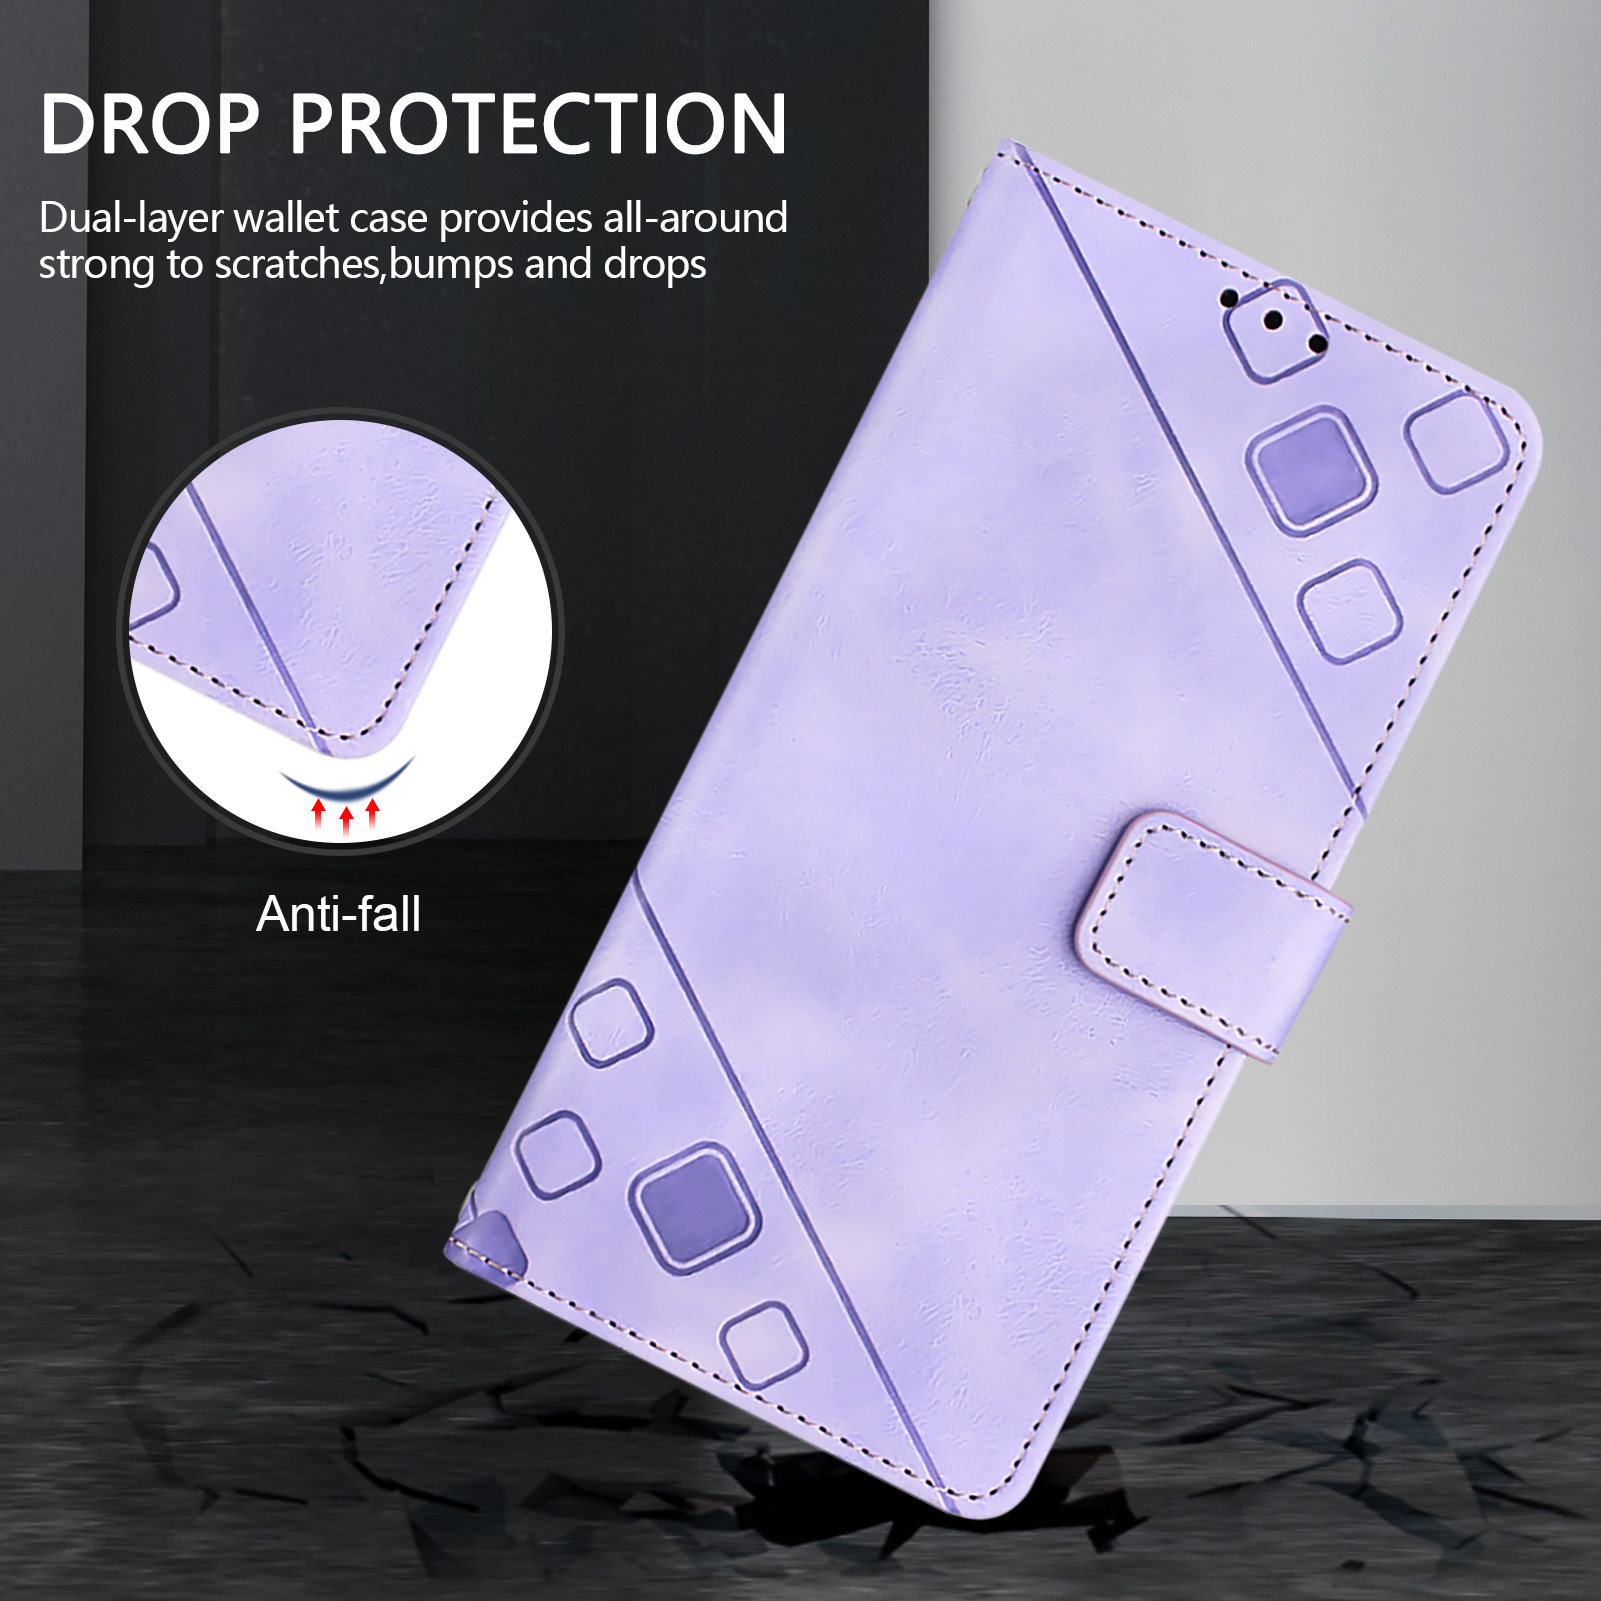 DROP PROTECTION
Dual-layer wallet case provides all-around
strong to scratches,bumps and drops
Anti-fall